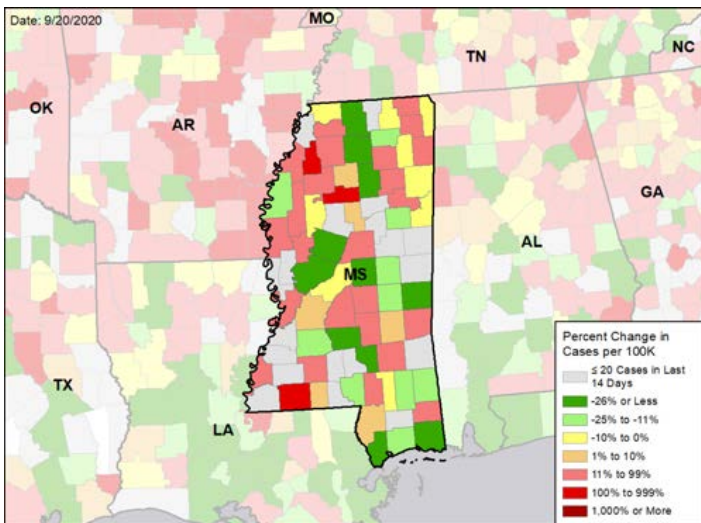 Date: 9/20/2020
MO
NC
TN
OK
AR
GA
AL
MS
TX
LA
Percent Change in
Cases per 100K
≤ 20 Cases in Last
14 Days
-26% or Less
-25% to -11%
-10% to 0%
1% to 10%
11% to 99%
100% to 999%
1,000% or More